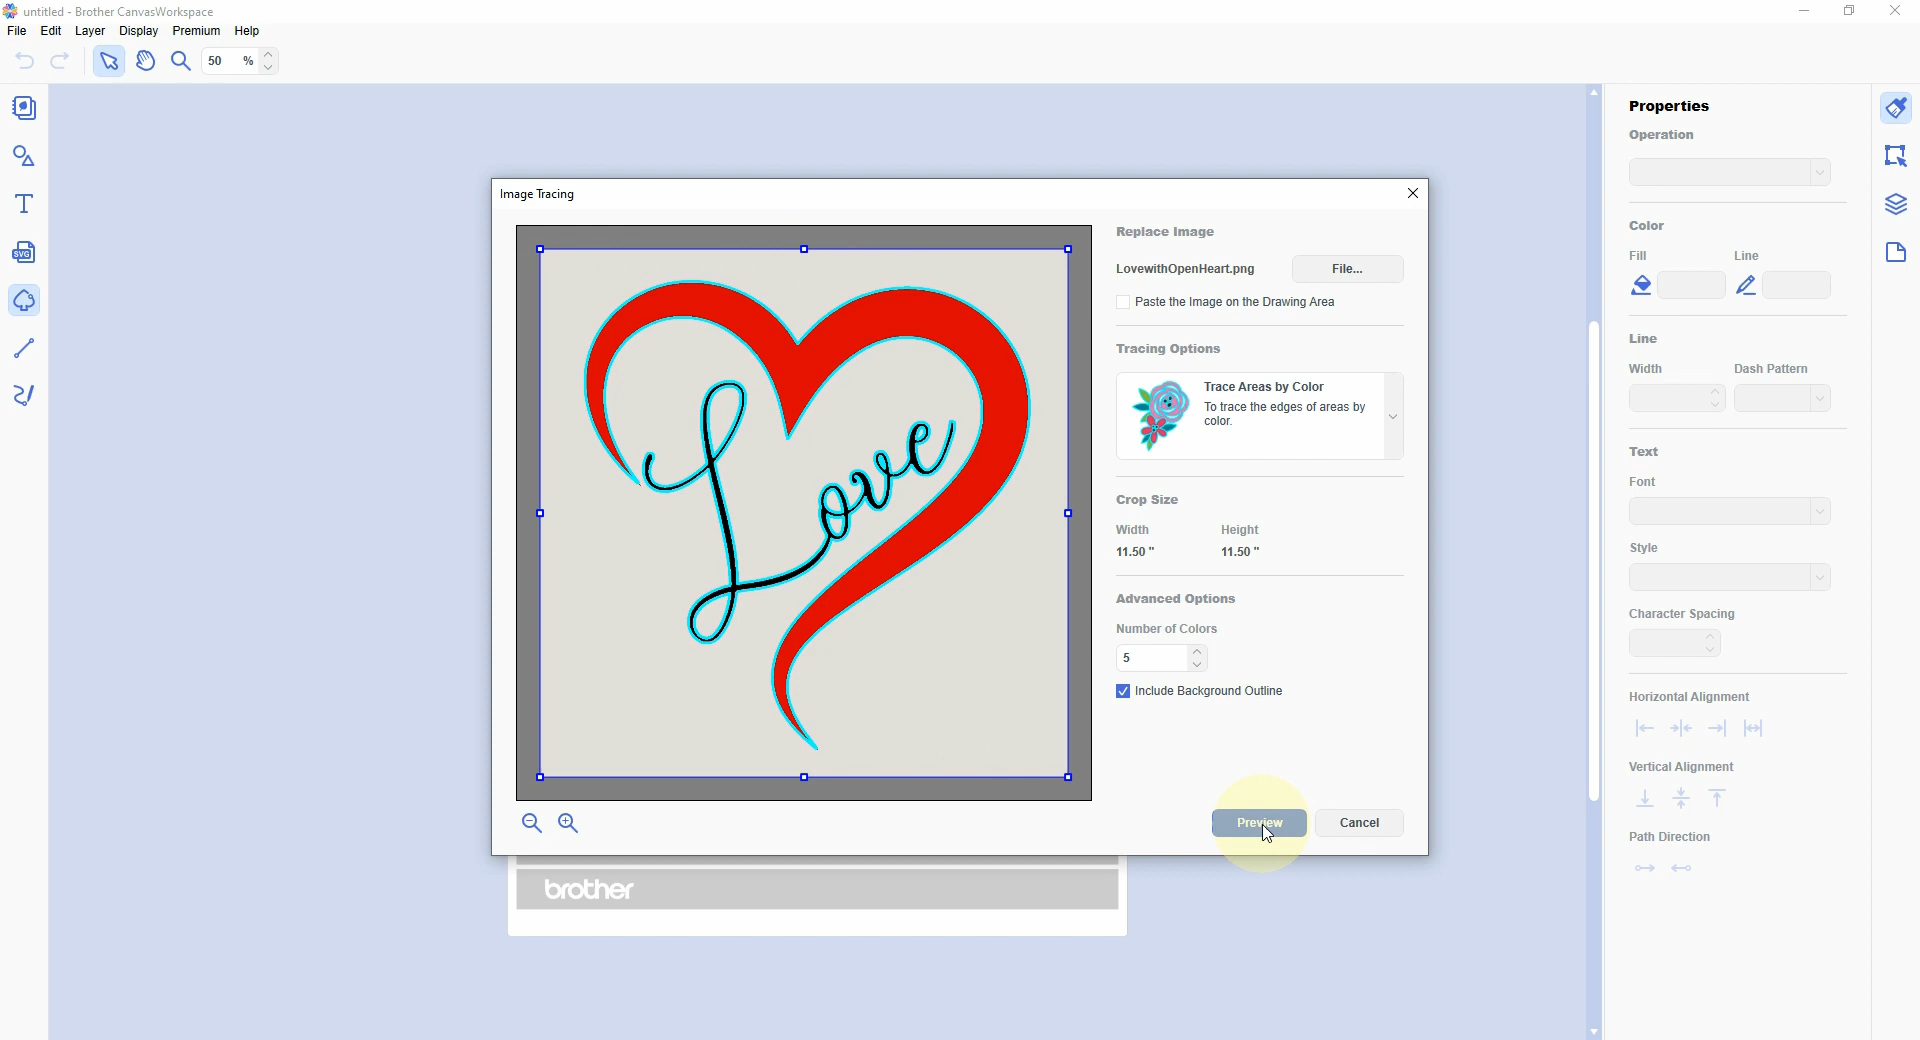 untitled - Brother CanvasWorkspace
File Edit Layer Display Premium Help
50 %
SVG
Image Tracing
Love
Replace Image
LovewithOpenHeart.png File...
Paste the Image on the Drawing Area
Tracing Options
Trace Areas by Color
To trace the edges of areas by
color.
Crop Size
Width Height
11.50 " 11.50 "
Advanced Options
Number of Colors
5
Include Background Outline
Preview Cancel
brother
Properties
Operation
Color
Fill Line
Line
Width Dash Pattern
Text
Font
Style
Character Spacing
Horizontal Alignment
Vertical Alignment
Path Direction